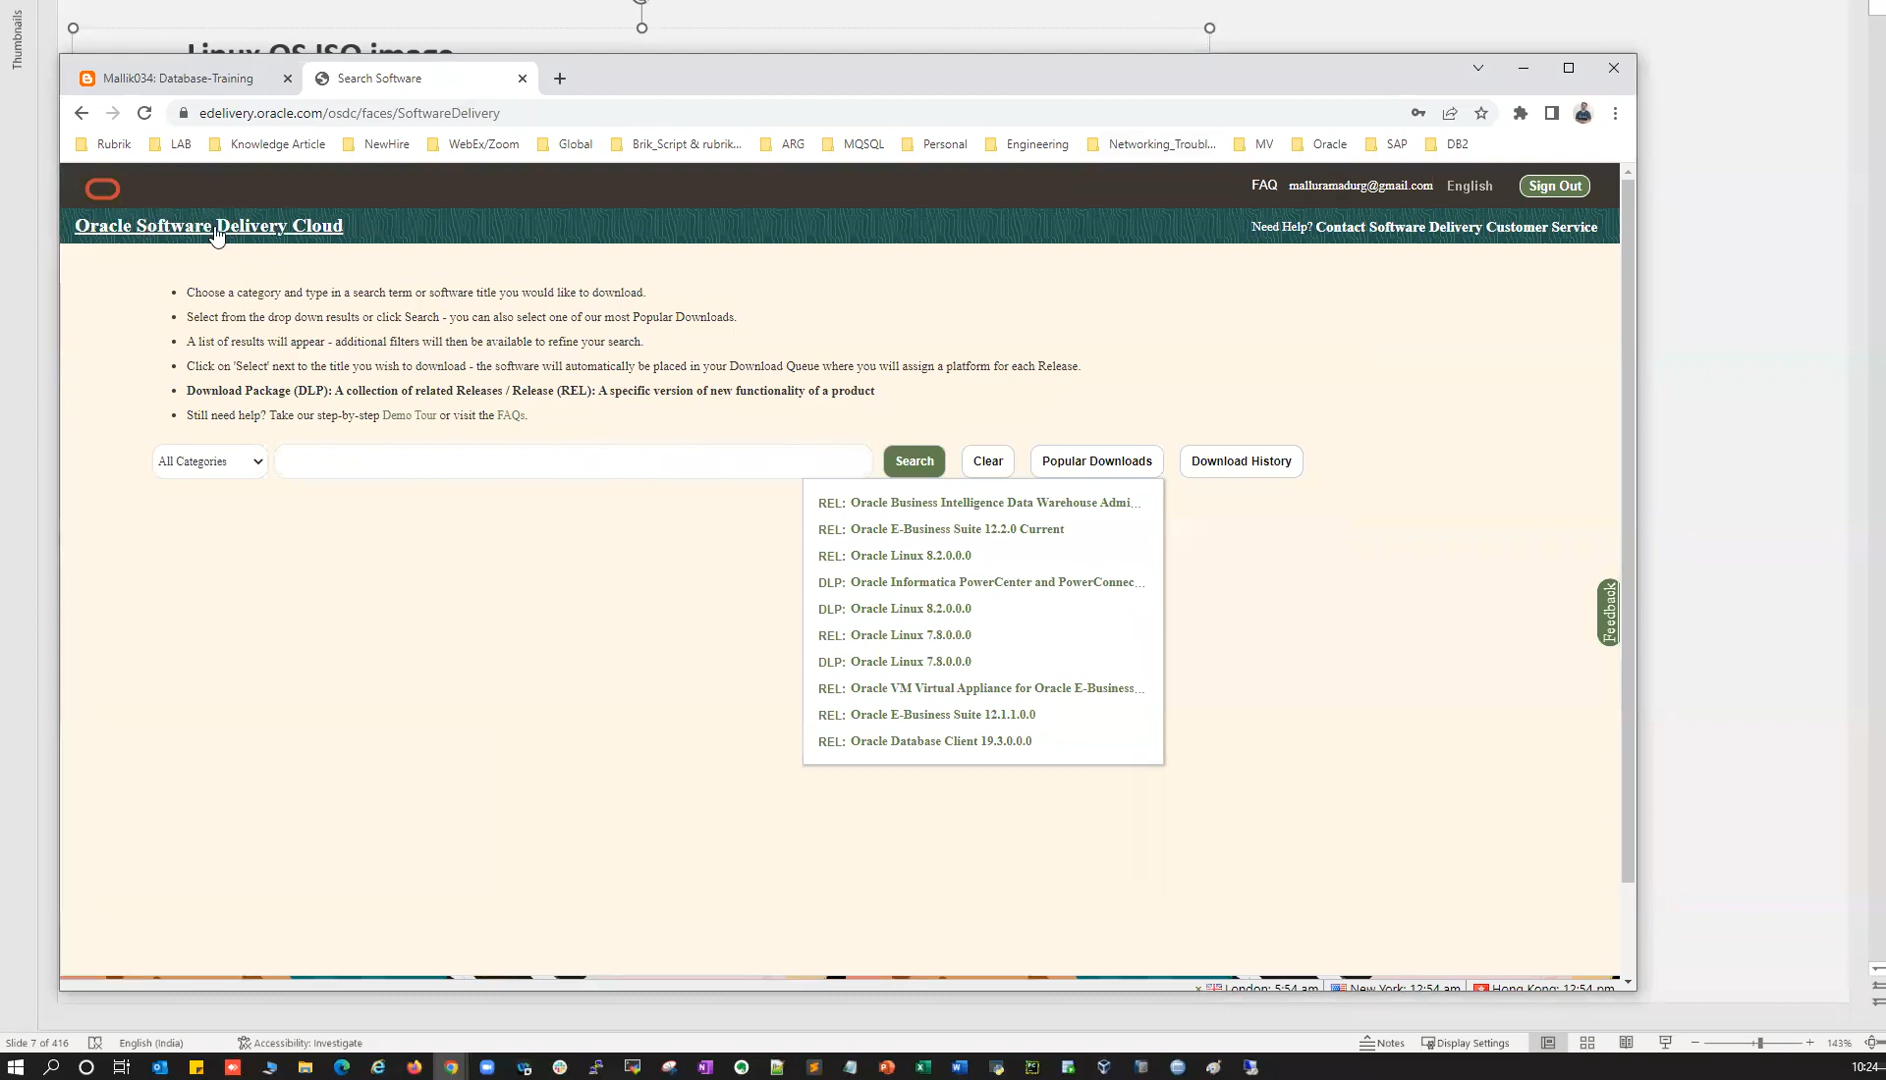 Thumbnails
Linux OS ISO image
Mallik034: Database-Training
Search Software
edelivery.oracle.com/osdc/faces/SoftwareDelivery
Rubrik LAB Knowledge Article NewHire WebEx/Zoom Global Brik_Script & rubrik... ARG MQSQL Personal Engineering Networking_Troubl... MV Oracle SAP DB2
FAQ malluramadurg@gmail.com English Sign Out
Oracle Software Delivery Cloud
Need Help? Contact Software Delivery Customer Service
• Choose a category and type in a search term or software title you would like to download.
• Select from the drop down results or click Search - you can also select one of our most Popular Downloads.
• A list of results will appear - additional filters will then be available to refine your search.
• Click on 'Select' next to the title you wish to download - the software will automatically be placed in your Download Queue where you will assign a platform for each Release.
• Download Package (DLP): A collection of related Releases / Release (REL): A specific version of new functionality of a product
• Still need help? Take our step-by-step Demo Tour or visit the FAQs.
All Categories Search Clear Popular Downloads Download History
REL: Oracle Business Intelligence Data Warehouse Admi...
REL: Oracle E-Business Suite 12.2.0 Current
REL: Oracle Linux 8.2.0.0.0
DLP: Oracle Informatica PowerCenter and PowerConnec...
DLP: Oracle Linux 8.2.0.0.0
REL: Oracle Linux 7.8.0.0.0
DLP: Oracle Linux 7.8.0.0.0
REL: Oracle VM Virtual Appliance for Oracle E-Business...
REL: Oracle E-Business Suite 12.1.1.0.0
REL: Oracle Database Client 19.3.0.0.0
Feedback
London: 5:54 am New York: 12:54 am Hong Kong: 12:54 pm
Slide 7 of 416 English (India) Accessibility: Investigate Notes Display Settings 143%
10:24